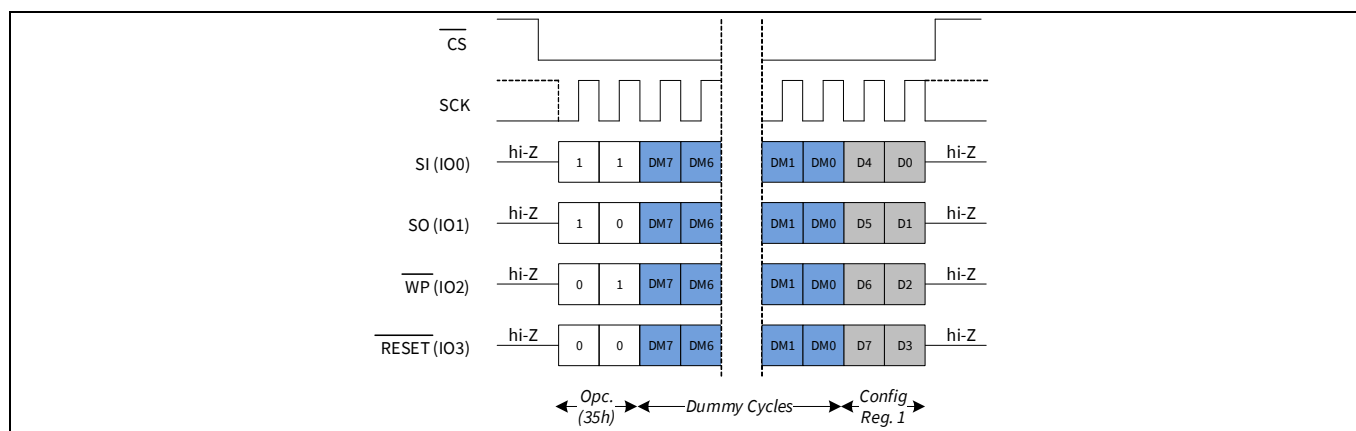 CS
SCK
SI (IO0) hi-Z 1 1 DM7 DM6 DM1 DM0 D4 D0 hi-Z
SO (IO1) hi-Z 1 0 DM7 DM6 DM1 DM0 D5 D1 hi-Z
WP (IO2) hi-Z 0 1 DM7 DM6 DM1 DM0 D6 D2 hi-Z
RESET (IO3) hi-Z 0 0 DM7 DM6 DM1 DM0 D7 D3 hi-Z
Opc.
(35h)
Dummy Cycles
Config
Reg. 1